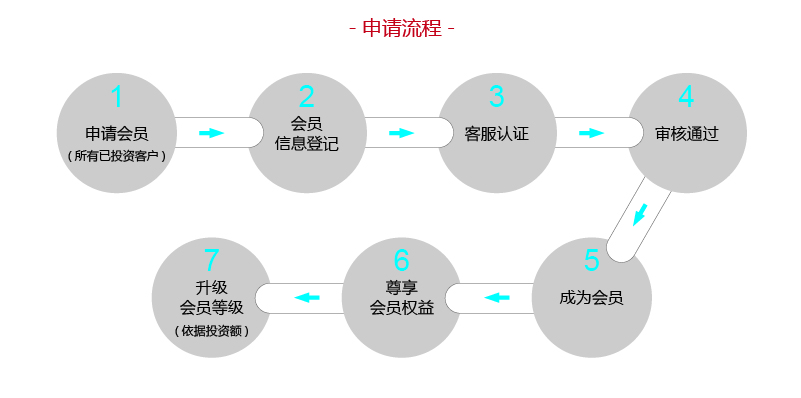 - 申请流程 -
1
申请会员
(所有已投资客户)
2
会员
信息登记
3
客服认证
4
审核通过
5
成为会员
6
尊享
会员权益
7
升级
会员等级
(依据投资额)